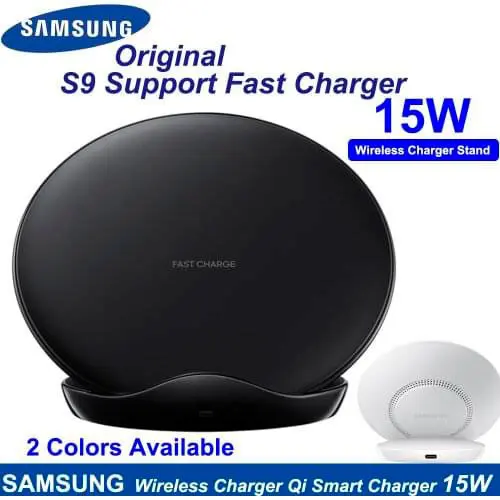 SAMSUNG
Original
S9 Support Fast Charger
15W
Wireless Charger Stand
FAST CHARGE
SAMSUNG
2 Colors Available
SAMSUNG Wireless Charger Qi Smart Charger 15W